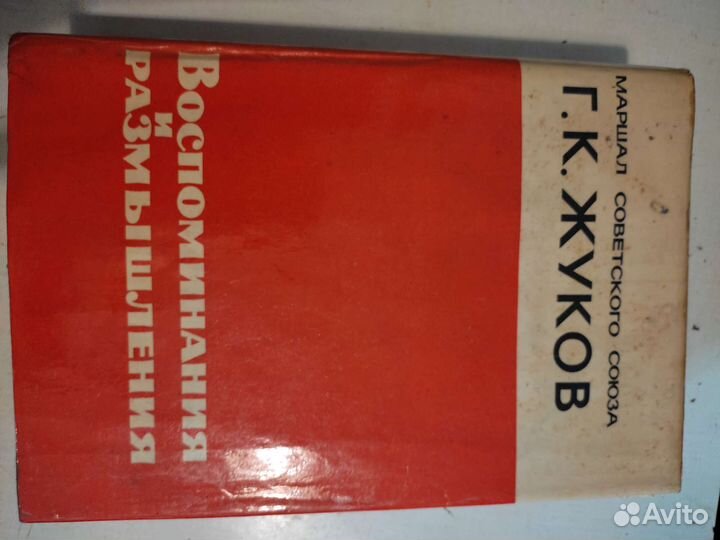 МАРШАЛ СОВЕТСКОГО СОЮЗА
Г.К. ЖУКОВ
ВОСПОМИНАНИЯ
И
РАЗМЫШЛЕНИЯ
Avito